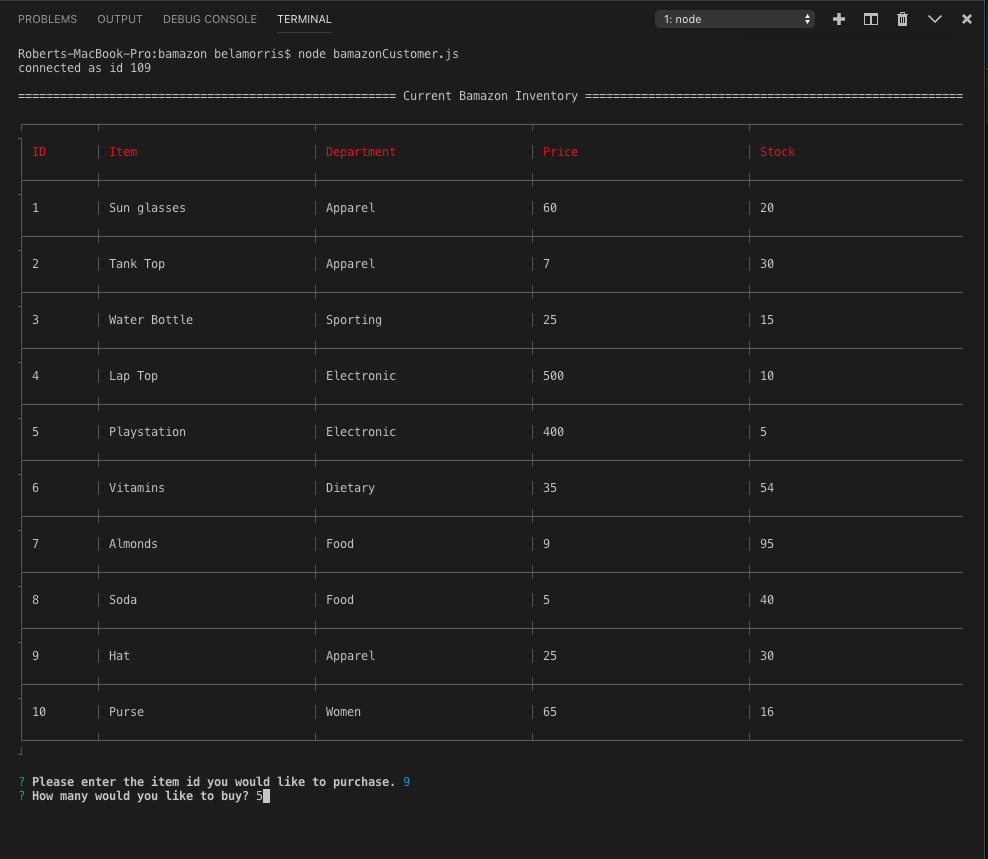 PROBLEMS OUTPUT DEBUG CONSOLE TERMINAL 1: node
Roberts-MacBook-Pro:bamazon belamorris$ node bamazonCustomer.js
connected as id 109
====================================================== Current Bamazon Inventory ======================================================
ID Item Department Price Stock
1 Sun glasses Apparel 60 20
2 Tank Top Apparel 7 30
3 Water Bottle Sporting 25 15
4 Lap Top Electronic 500 10
5 Playstation Electronic 400 5
6 Vitamins Dietary 35 54
7 Almonds Food 9 95
8 Soda Food 5 40
9 Hat Apparel 25 30
10 Purse Women 65 16
? Please enter the item id you would like to purchase. 9
? How many would you like to buy? 5